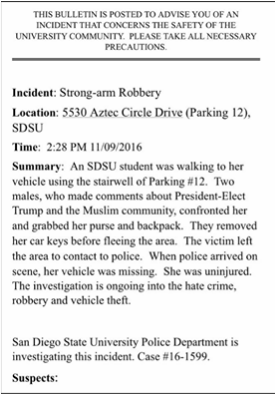 THIS BULLETIN IS POSTED TO ADVISE YOU OF AN
INCIDENT THAT CONCERNS THE SAFETY OF THE
UNIVERSITY COMMUNITY.  PLEASE TAKE ALL NECESSARY
PRECAUTIONS.
Incident: Strong-arm Robbery
Location: 5530 Aztec Circle Drive (Parking 12),
SDSU
Time:  2:28 PM 11/09/2016
Summary:  An SDSU student was walking to her
vehicle using the stairwell of Parking #12.  Two
males, who made comments about President-Elect
Trump and the Muslim community, confronted her
and grabbed her purse and backpack.  They removed
her car keys before fleeing the area.  The victim left
the area to contact to police.  When police arrived on
scene, her vehicle was missing.  She was uninjured.
The investigation is ongoing into the hate crime,
robbery and vehicle theft.
San Diego State University Police Department is
investigating this incident. Case #16-1599.
Suspects: